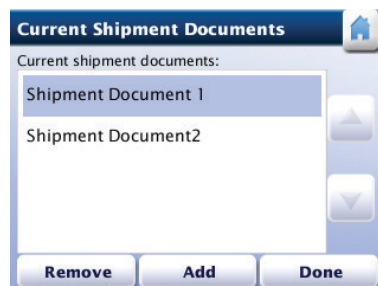 Current Shipment Documents
Current shipment documents:
Shipment Document 1
Shipment Document2
Remove Add Done